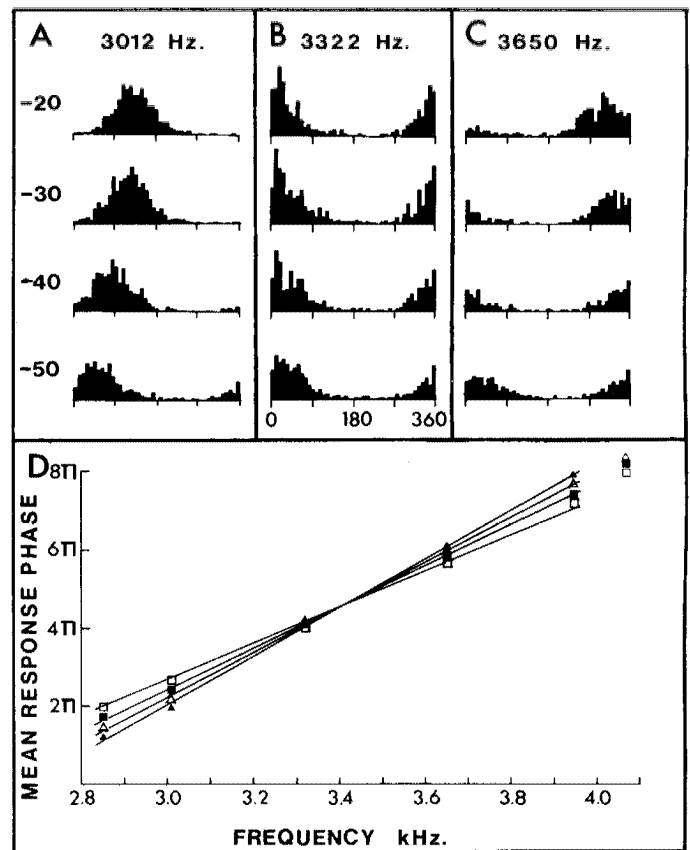 A 3012 Hz.
B 3322 Hz.
C 3650 Hz.
-20
-30
-40
-50
0 180 360
D
8π
6π
4π
2π
MEAN RESPONSE PHASE
2.8 3.0 3.2 3.4 3.6 3.8 4.0
FREQUENCY kHz.